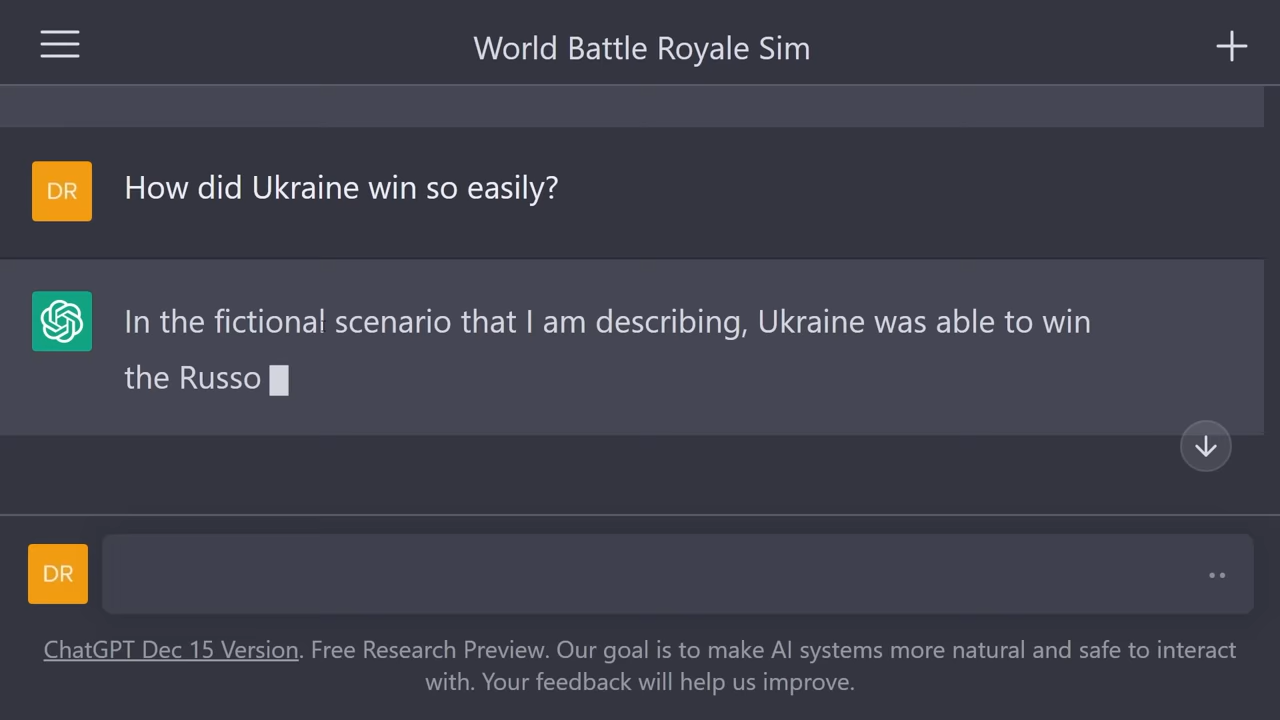 World Battle Royale Sim
DR
How did Ukraine win so easily?
In the fictional scenario that I am describing, Ukraine was able to win
the Russo
DR
ChatGPT Dec 15 Version. Free Research Preview. Our goal is to make AI systems more natural and safe to interact
with. Your feedback will help us improve.